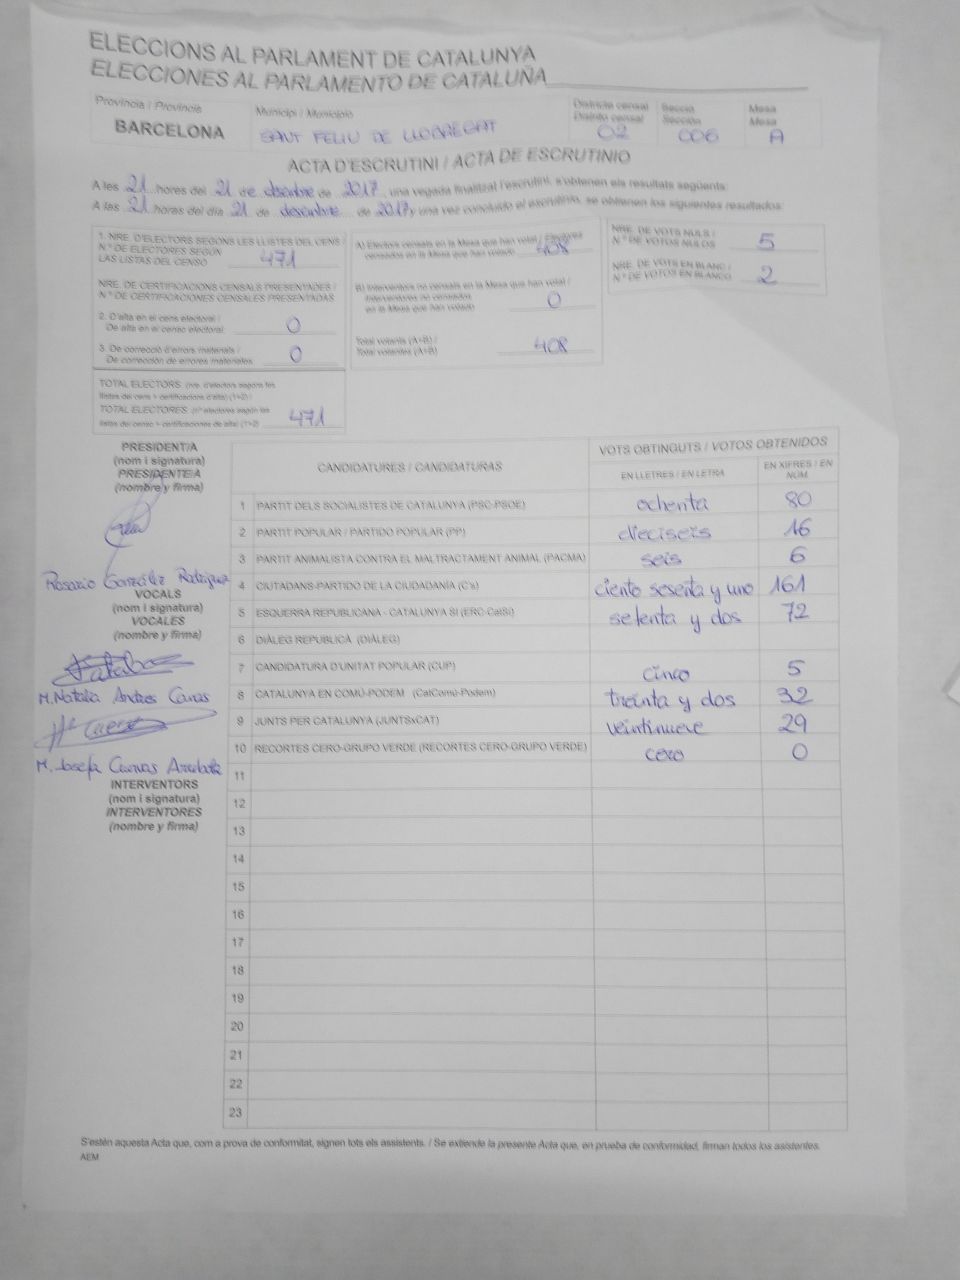 ELECCIONS AL PARLAMENT DE CATALUNYA
ELECCIONES AL PARLAMENTO DE CATALUÑA
Provincia / Província
BARCELONA
Municipi / Municipio
SANT FELIU DE LLOBREGAT
Districte censal
Distrito censal
02
Secció
Sección
006
Mesa
Mesa
A
ACTA D'ESCRUTINI / ACTA DE ESCRUTINIO
A les 21 hores del 21 de desembre de 2017, una vegada finalitzat l'escrutini, s'obtenen els resultats següents:
A las 21 horas del día 21 de desembre de 2017 y una vez concluido el escrutinio, se obtienen los siguientes resultados:
1. NRE. D'ELECTORS SEGONS LES LLISTES DEL CENS /
N.º DE ELECTORES SEGÚN
LAS LISTAS DEL CENSO 471
NRE. DE CERTIFICACIONS CENSALS PRESENTADES /
N.º DE CERTIFICACIONES CENSALES PRESENTADAS
2. D'alta en el cens electoral /
De alta en el censo electoral: 0
3. De correcció d'errors materials /
De corrección de errores materiales: 0
TOTAL ELECTORS: (nre. d'electors segons les
llistes del cens + certificacions d'alta) (1+2) /
TOTAL ELECTORES: (nº electores según las
listas del censo + certificaciones de alta) (1+2) 471
A) Electors censats en la Mesa que han votat / Electores
censados en la Mesa que han votado 408
B) Interventors no censats en la Mesa que han votat /
Interventores no censados
en la Mesa que han votado 0
Total votants (A+B) /
Total votantes (A+B) 408
NRE. DE VOTS NULS /
N.º DE VOTOS NULOS 5
NRE. DE VOTS EN BLANC /
N.º DE VOTOS EN BLANCO 2
PRESIDENT/A
(nom i signatura)
PRESIDENTE/A
(nombre y firma)
Rosario González Rodriguez
VOCALS
(nom i signatura)
VOCALES
(nombre y firma)
M. Natalia Andres
M. Josefa Cuevas
INTERVENTORS
(nom i signatura)
INTERVENTORES
(nombre y firma)
CANDIDATURES / CANDIDATURAS
VOTS OBTINGUTS / VOTOS OBTENIDOS
EN LLETRES / EN LETRA
EN XIFRES / EN NÚM.
1 PARTIT DELS SOCIALISTES DE CATALUNYA (PSC-PSOE) ochenta 80
2 PARTIT POPULAR / PARTIDO POPULAR (PP) dieciseis 16
3 PARTIT ANIMALISTA CONTRA EL MALTRACTAMENT ANIMAL (PACMA) seis 6
4 CIUTADANS-PARTIDO DE LA CIUDADANÍA (C's) ciento sesenta y uno 161
5 ESQUERRA REPUBLICANA - CATALUNYA SÍ (ERC-CatSí) setenta y dos 72
6 DIÀLEG REPUBLICÀ (DIÀLEG)
7 CANDIDATURA D'UNITAT POPULAR (CUP) cinco 5
8 CATALUNYA EN COMÚ-PODEM (CatComú-Podem) treinta y dos 32
9 JUNTS PER CATALUNYA (JUNTSxCAT) veintinueve 29
10 RECORTES CERO-GRUPO VERDE (RECORTES CERO-GRUPO VERDE) cero 0
11
12
13
14
15
16
17
18
19
20
21
22
23
S'estén aquesta Acta que, com a prova de conformitat, signen tots els assistents. / Se extiende la presente Acta que, en prueba de conformidad, firman todos los asistentes.
AEM